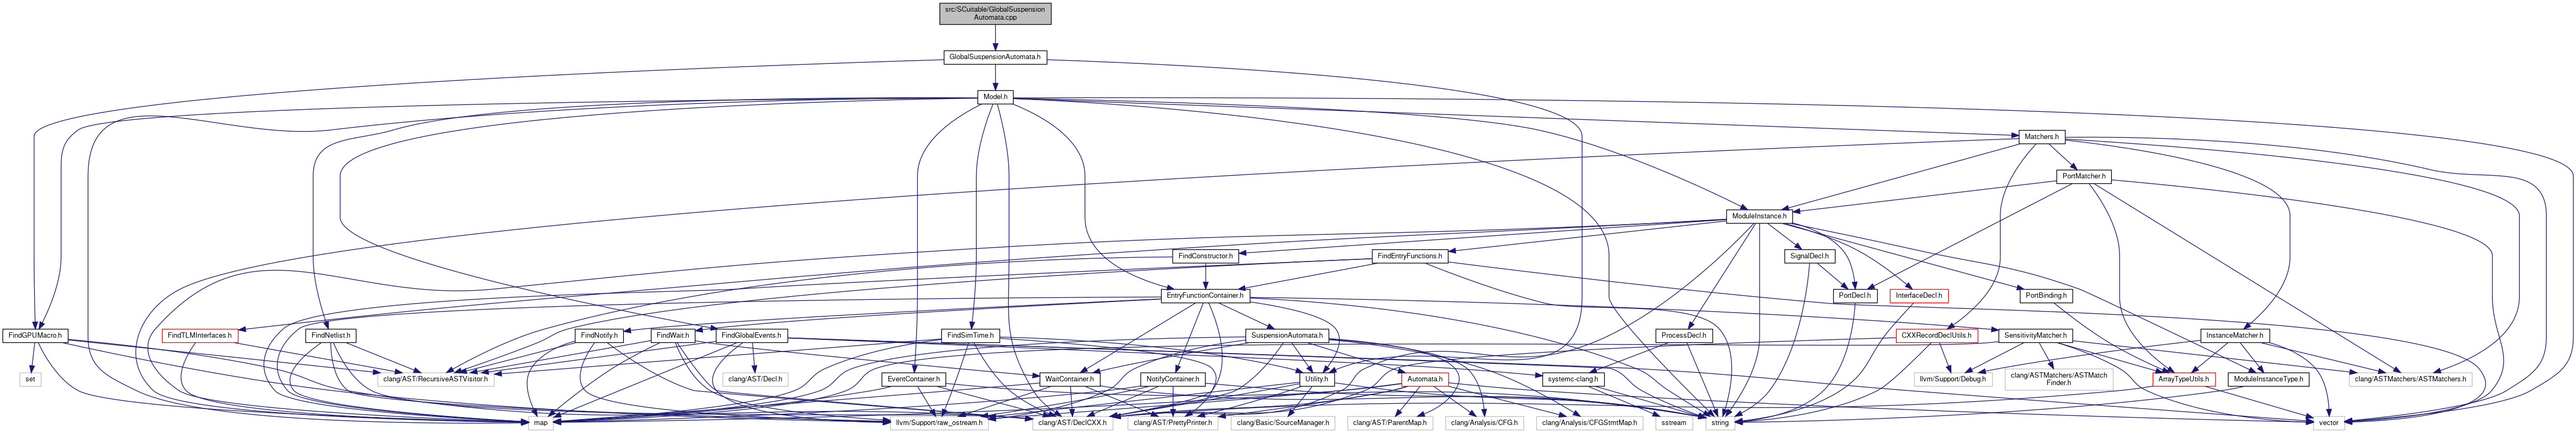 src/SCuitable/GlobalSuspension
Automata.cpp
GlobalSuspensionAutomata.h
Model.h
Matchers.h
PortMatcher.h
ModuleInstance.h
FindConstructor.h
FindEntryFunctions.h
SignalDecl.h
EntryFunctionContainer.h
PortDecl.h
InterfaceDecl.h
PortBinding.h
FindGPUMacro.h
FindTLMInterfaces.h
FindNetlist.h
FindNotify.h
FindWait.h
FindGlobalEvents.h
FindSimTime.h
SuspensionAutomata.h
ProcessDecl.h
CXXRecordDeclUtils.h
SensitivityMatcher.h
InstanceMatcher.h
set
clang/AST/RecursiveASTVisitor.h
clang/AST/Decl.h
EventContainer.h
WaitContainer.h
NotifyContainer.h
Utility.h
Automata.h
systemc-clang.h
llvm/Support/Debug.h
clang/ASTMatchers/ASTMatch
Finder.h
ArrayTypeUtils.h
ModuleInstanceType.h
clang/ASTMatchers/ASTMatchers.h
map
llvm/Support/raw_ostream.h
clang/AST/DeclCXX.h
clang/AST/PrettyPrinter.h
clang/Basic/SourceManager.h
clang/AST/ParentMap.h
clang/Analysis/CFG.h
clang/Analysis/CFGStmtMap.h
sstream
string
vector